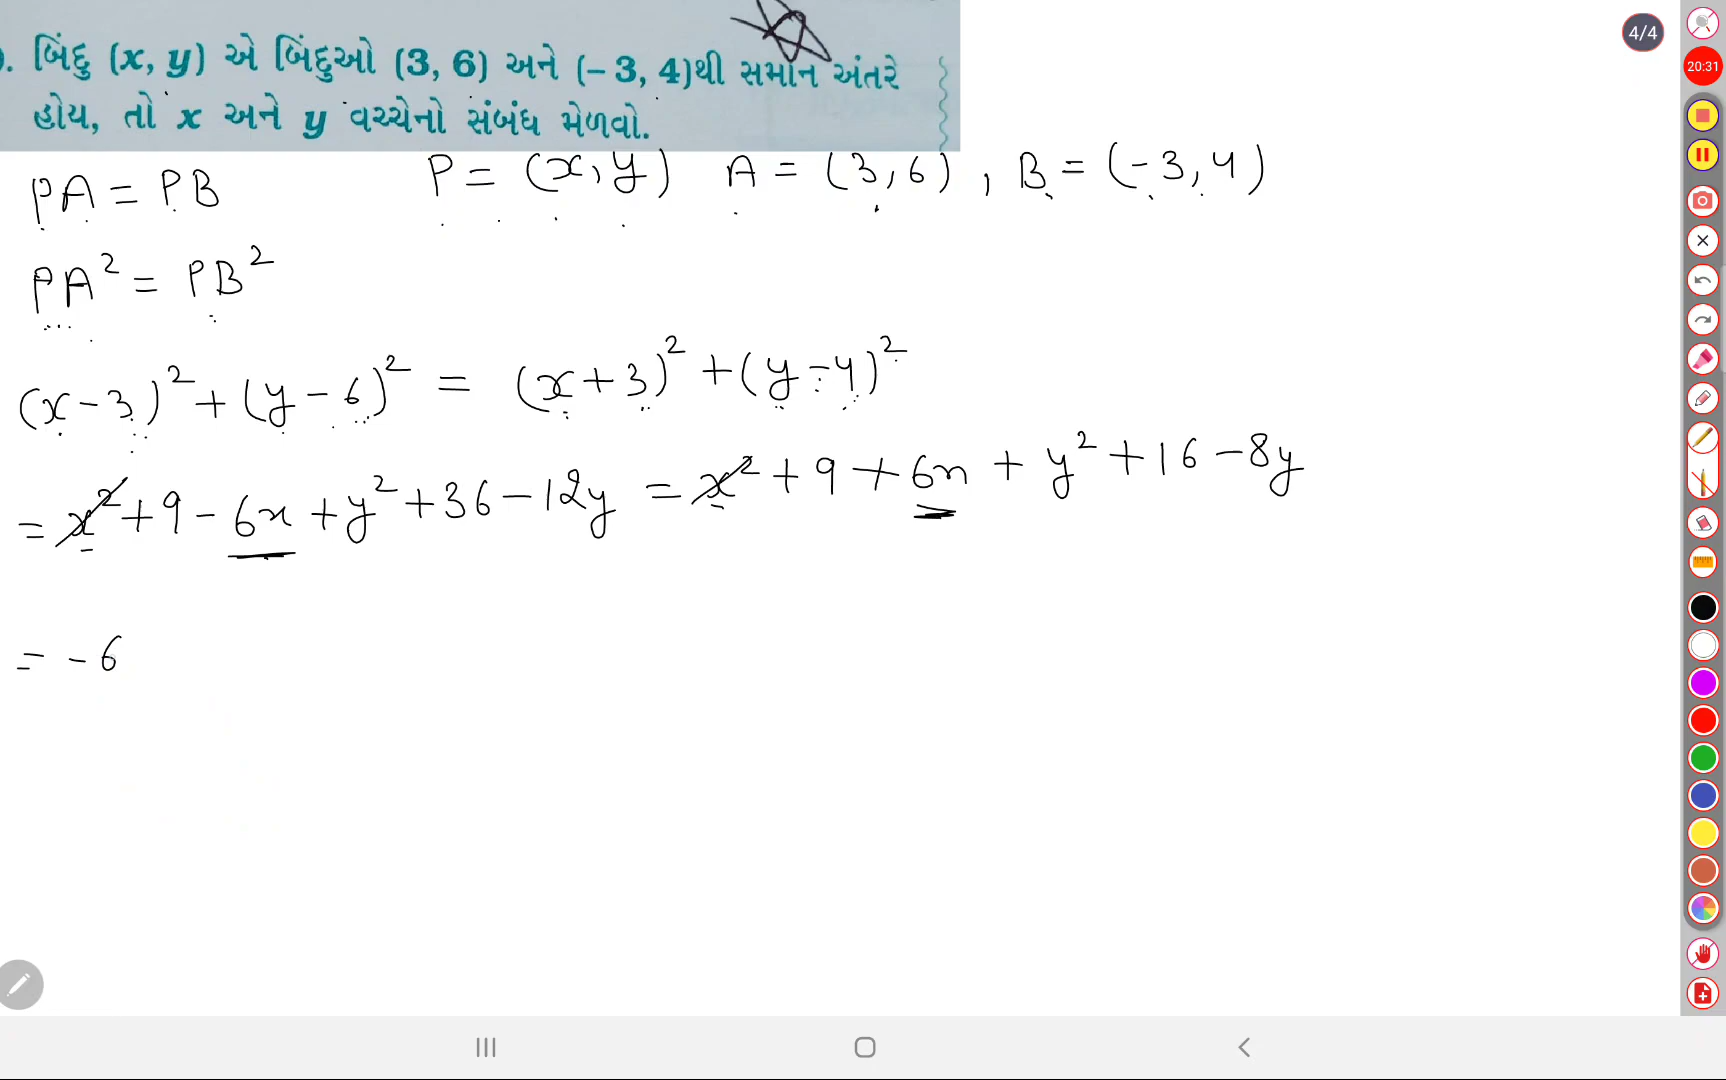 . બિંદુ (x, y) એ બિંદુઓ (3, 6) અને (– 3, 4)થી સમાન અંતરે
હોય, તો x અને y વચ્ચેનો સંબંધ મેળવો.
4/4
20:31
PA = PB P = (x, y) A = (3, 6) , B = (-3, 4)
PA² = PB²
(x - 3)² + (y - 6)² = (x + 3)² + (y - 4)²
= x² + 9 - 6x + y² + 36 - 12y = x² + 9 + 6x + y² + 16 - 8y
= - 6